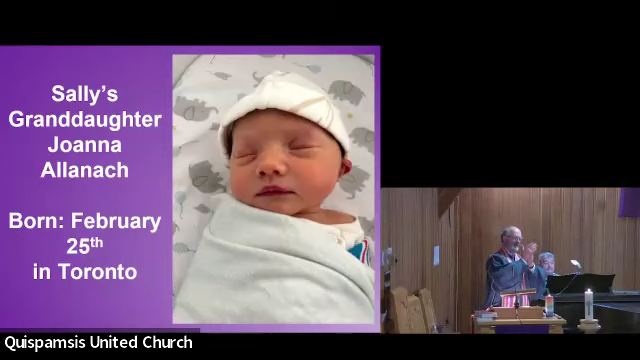 Sally's
Granddaughter
Joanna
Allanach
Born: February
25th
in Toronto
Quispamsis United Church